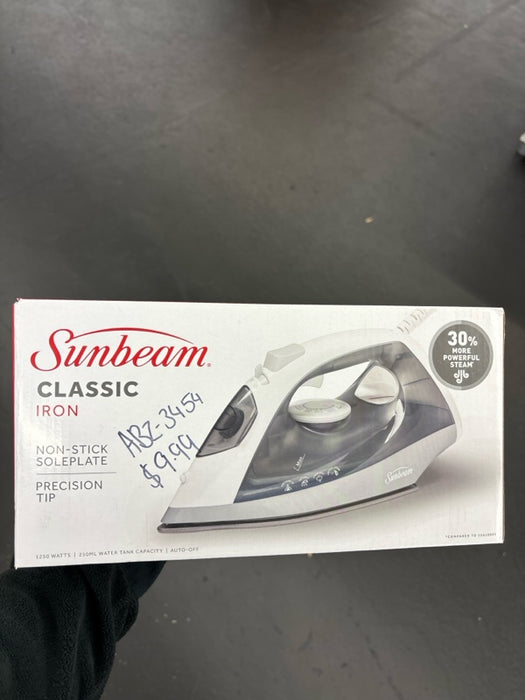 Sunbeam®
CLASSIC
IRON
NON-STICK
SOLEPLATE
PRECISION
TIP
1250 WATTS | 250ML WATER TANK CAPACITY | AUTO-OFF
ABZ-3454
$9.99
30%
MORE
POWERFUL
STEAM*
Linen
Sunbeam